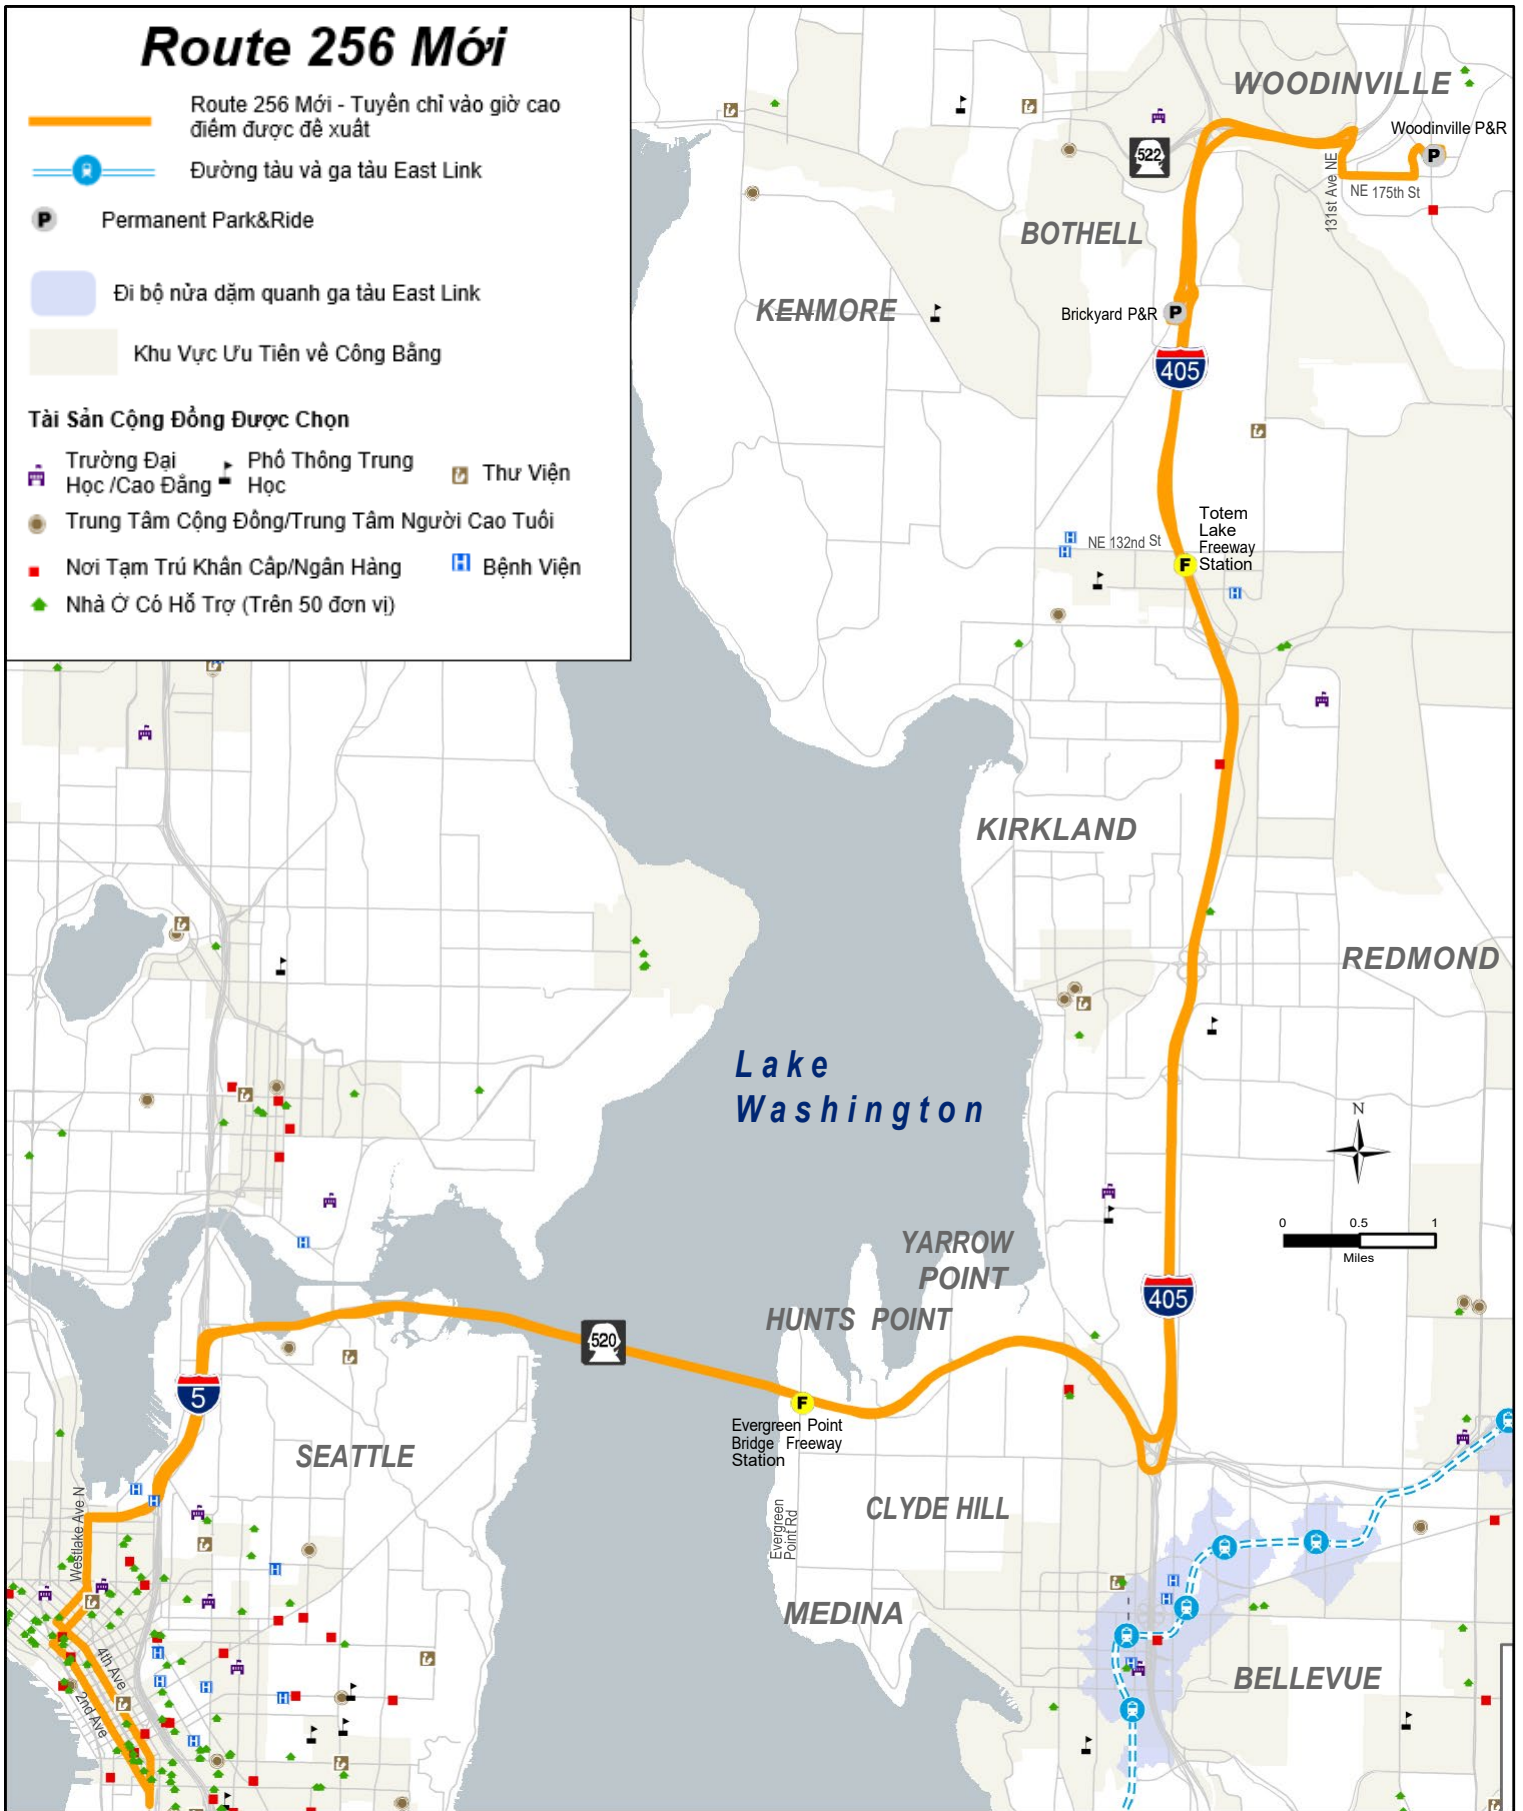 Route 256 Mới
Route 256 Mới - Tuyến chỉ vào giờ cao
điểm được đề xuất
Đường tàu và ga tàu East Link
P Permanent Park&Ride
Đi bộ nửa dặm quanh ga tàu East Link
Khu Vực Ưu Tiên về Công Bằng
Tài Sản Cộng Đồng Được Chọn
Trường Đại
Học /Cao Đẳng
Phổ Thông Trung
Học
Thư Viện
Trung Tâm Cộng Đồng/Trung Tâm Người Cao Tuổi
Nơi Tạm Trú Khẩn Cấp/Ngân Hàng
H Bệnh Viện
Nhà Ở Có Hỗ Trợ (Trên 50 đơn vị)
WOODINVILLE
Woodinville P&R
P
522
131st Ave NE
NE 175th St
BOTHELL
KENMORE
Brickyard P&R
P
405
Totem
Lake
Freeway
Station
NE 132nd St
F
KIRKLAND
REDMOND
Lake
Washington
N
0 0.5 1
Miles
YARROW
POINT
HUNTS POINT
405
520
5
F
Evergreen Point
Bridge Freeway
Station
SEATTLE
Westlake Ave N
CLYDE HILL
Evergreen
Point Rd
MEDINA
4th Ave
2nd Ave
BELLEVUE